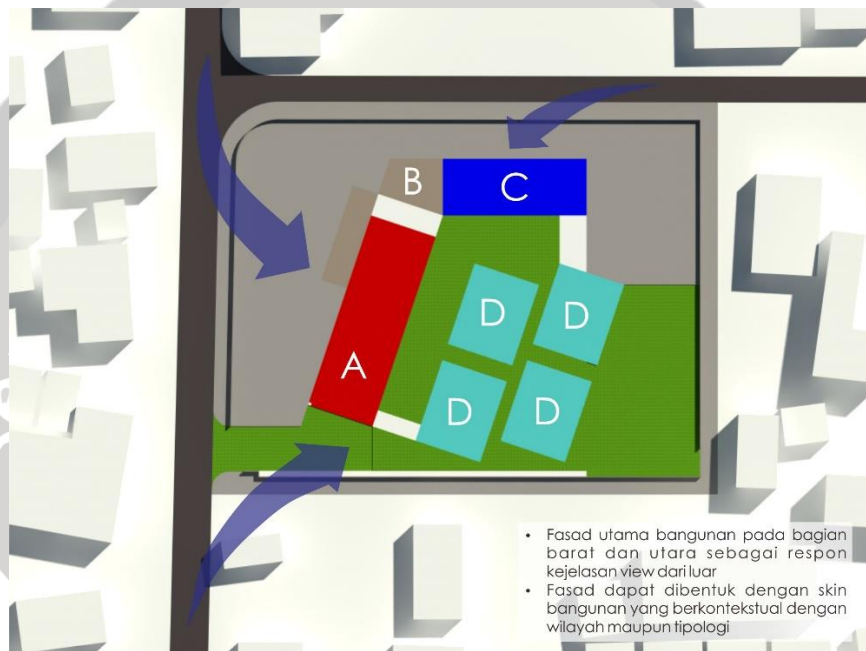 B
C
A
D
D
D
D
• Fasad utama bangunan pada bagian
barat dan utara sebagai respon
kejelasan view dari luar
• Fasad dapat dibentuk dengan skin
bangunan yang berkontekstual dengan
wilayah maupun tipologi